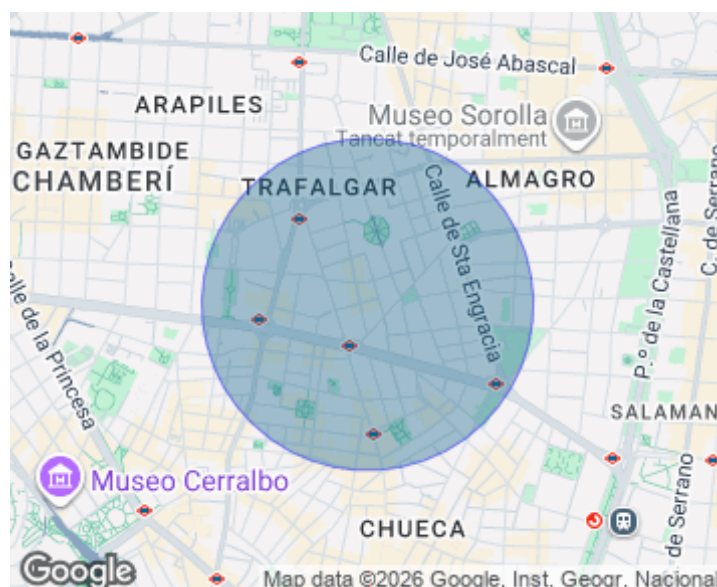 Calle de José Abascal
ARAPILES
Museo Sorolla
Tancat temporalment
GAZTAMBIDE
CHAMBERÍ
TRAFALGAR
ALMAGRO
Calle de Sta Engracia
C. de Serrano
P.º de la Castellana
Calle de la Princesa
SALAMAN
Museo Cerralbo
de Serrano
CHUECA
Google
Map data ©2026 Google, Inst. Geogr. Nacional